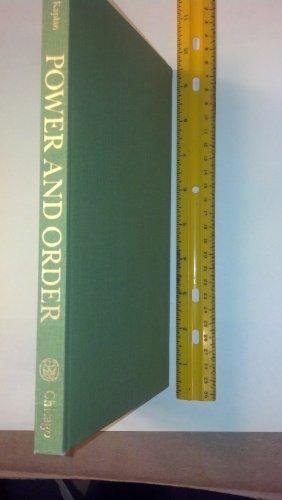 Kaplan
POWER AND ORDER
Chicago